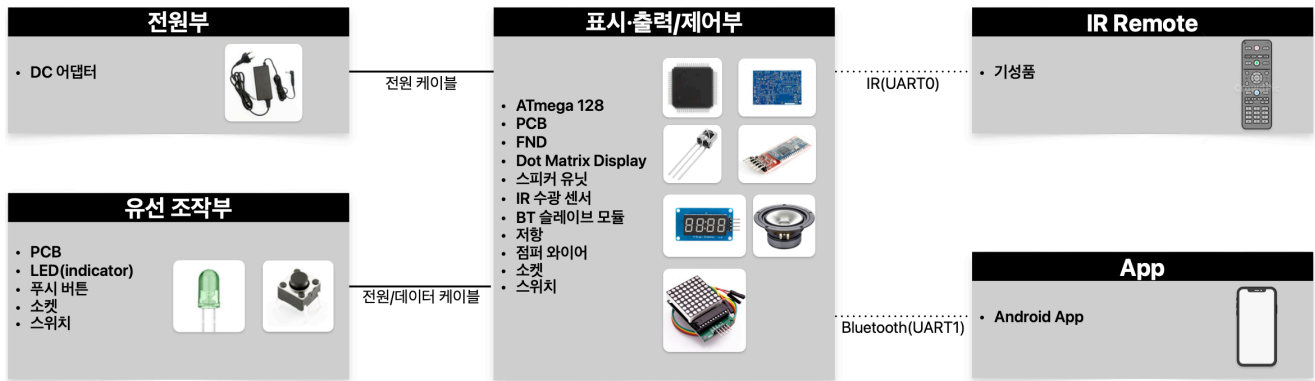 전원부
• DC 어댑터
전원 케이블
유선 조작부
• PCB
• LED(indicator)
• 푸시 버튼
• 소켓
• 스위치
전원/데이터 케이블
표시·출력/제어부
• ATmega 128
• PCB
• FND
• Dot Matrix Display
• 스피커 유닛
• IR 수광 센서
• BT 슬레이브 모듈
• 저항
• 점퍼 와이어
• 소켓
• 스위치
88:88
IR(UART0)
IR Remote
• 기성품
Bluetooth(UART1)
App
• Android App